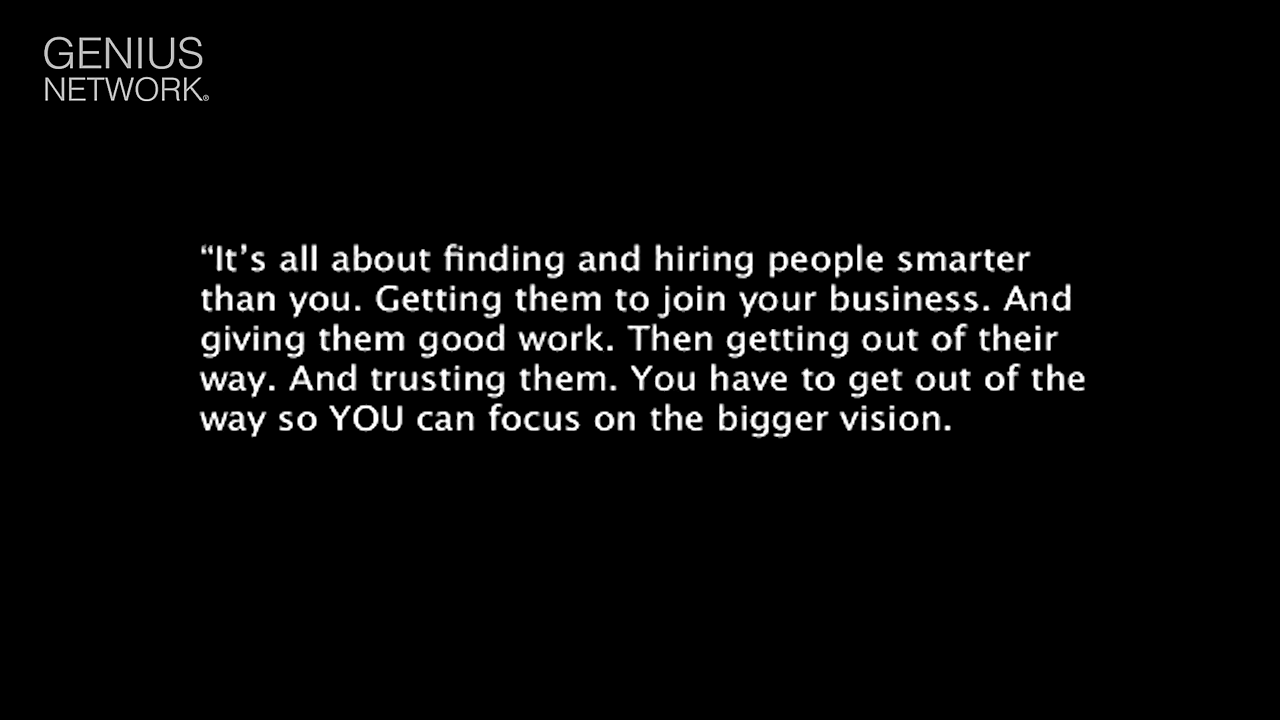 GENIUS
NETWORK®
“It’s all about finding and hiring people smarter
than you. Getting them to join your business. And
giving them good work. Then getting out of their
way. And trusting them. You have to get out of the
way so YOU can focus on the bigger vision.